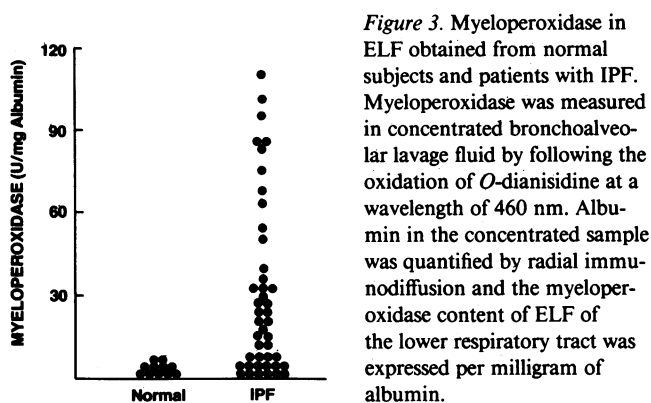 120
90
60
30
MYELOPEROXIDASE (U/mg Albumin)
Normal
IPF
Figure 3. Myeloperoxidase in
ELF obtained from normal
subjects and patients with IPF.
Myeloperoxidase was measured
in concentrated bronchoalveo-
lar lavage fluid by following the
oxidation of O-dianisidine at a
wavelength of 460 nm. Albu-
min in the concentrated sample
was quantified by radial immu-
nodiffusion and the myeloper-
oxidase content of ELF of
the lower respiratory tract was
expressed per milligram of
albumin.